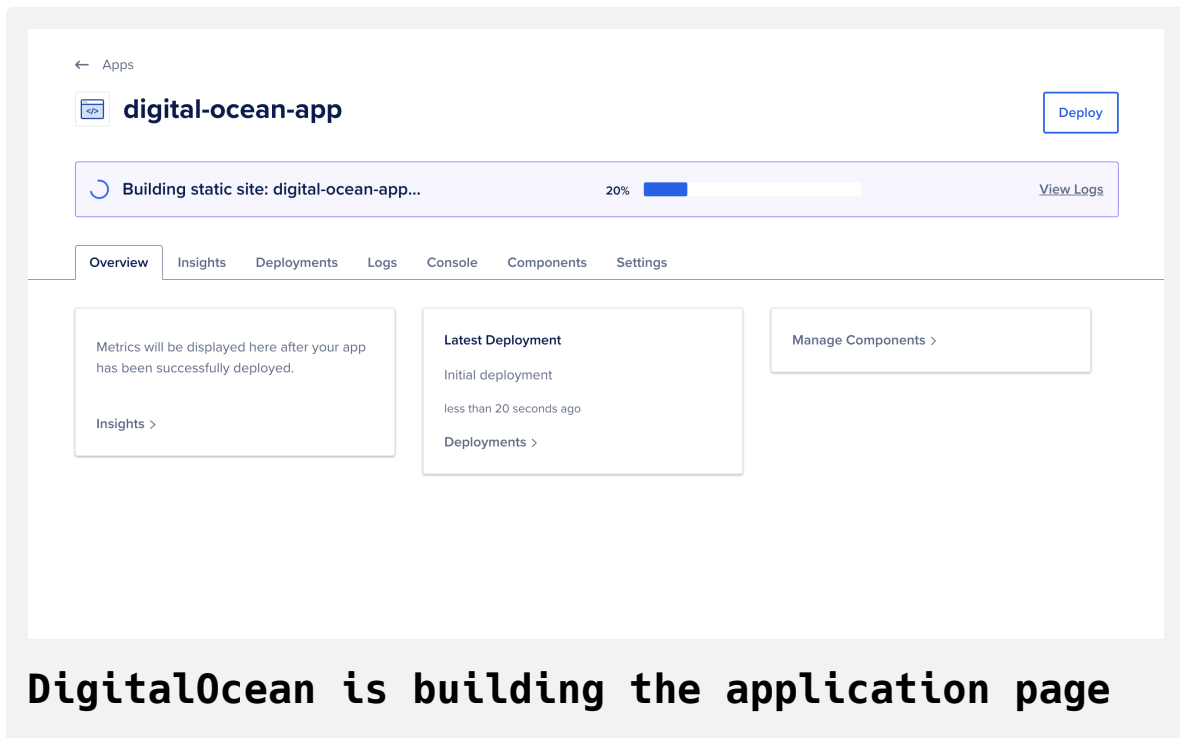 ← Apps
</> digital-ocean-app
Deploy
Building static site: digital-ocean-app... 20% View Logs
Overview Insights Deployments Logs Console Components Settings
Metrics will be displayed here after your app
has been successfully deployed.
Insights >
Latest Deployment
Initial deployment
less than 20 seconds ago
Deployments >
Manage Components >
DigitalOcean is building the application page